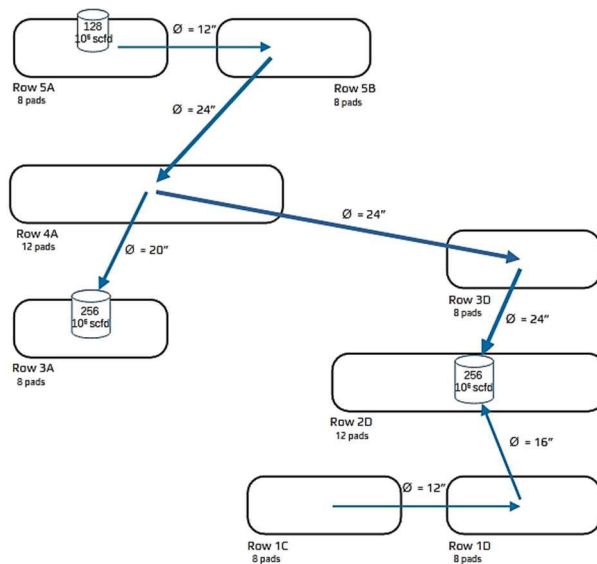 128
10⁶ scfd
Ø = 12"
Row 5A
8 pads
Row 5B
8 pads
Ø = 24"
Row 4A
12 pads
Ø = 24"
Ø = 20"
256
10⁶ scfd
Row 3A
8 pads
Row 3D
8 pads
Ø = 24"
256
10⁶ scfd
Row 2D
12 pads
Ø = 16"
Ø = 12"
Row 1C
8 pads
Row 1D
8 pads